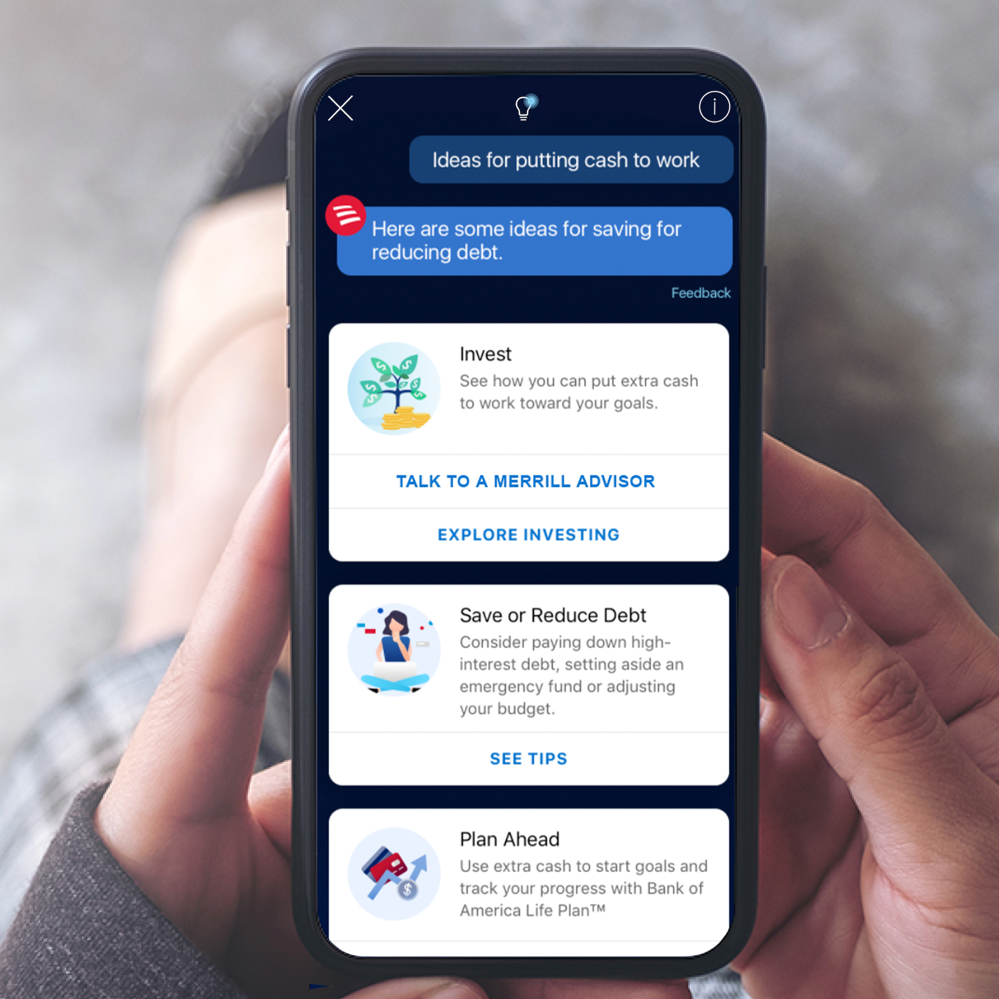 Ideas for putting cash to work
Here are some ideas for saving for
reducing debt.
Feedback
Invest
See how you can put extra cash
to work toward your goals.
TALK TO A MERRILL ADVISOR
EXPLORE INVESTING
Save or Reduce Debt
Consider paying down high-
interest debt, setting aside an
emergency fund or adjusting
your budget.
SEE TIPS
Plan Ahead
Use extra cash to start goals and
track your progress with Bank of
America Life Plan™